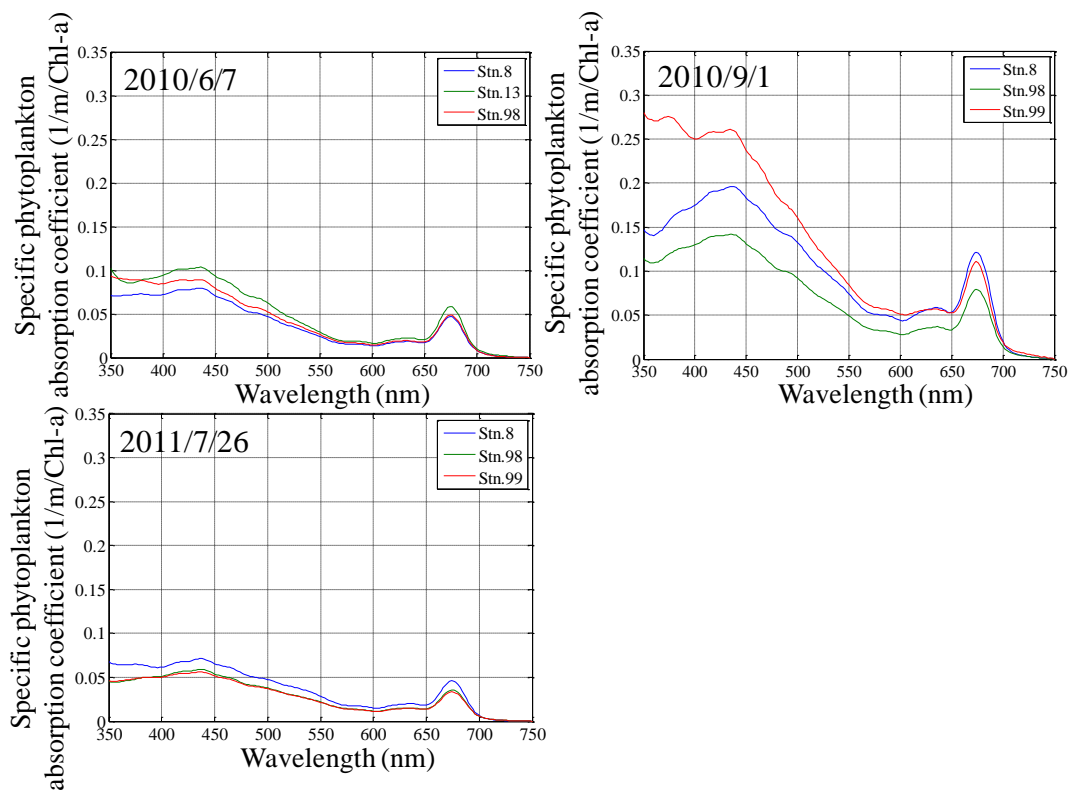 2010/6/7
Specific phytoplankton
absorption coefficient (1/m/Chl-a)
0.35
0.3
0.25
0.2
0.15
0.1
0.05
0
350 400 450 500 550 600 650 700 750
Wavelength (nm)
Stn.8
Stn.13
Stn.98
2010/9/1
Specific phytoplankton
absorption coefficient (1/m/Chl-a)
0.35
0.3
0.25
0.2
0.15
0.1
0.05
0
350 400 450 500 550 600 650 700 750
Wavelength (nm)
Stn.8
Stn.98
Stn.99
2011/7/26
Specific phytoplankton
absorption coefficient (1/m/Chl-a)
0.35
0.3
0.25
0.2
0.15
0.1
0.05
0
350 400 450 500 550 600 650 700 750
Wavelength (nm)
Stn.8
Stn.98
Stn.99